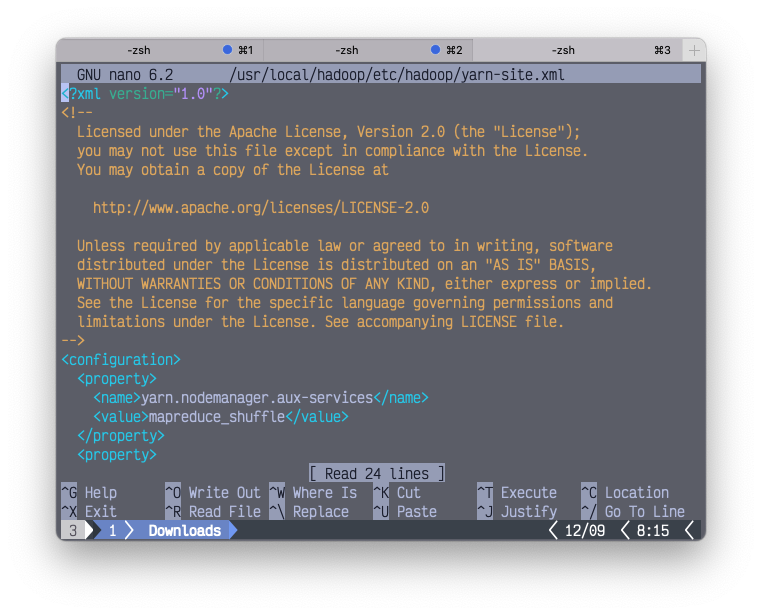 -zsh ⌘1 -zsh ⌘2 -zsh ⌘3 +
GNU nano 6.2 /usr/local/hadoop/etc/hadoop/yarn-site.xml
<?xml version="1.0"?>
<!--
Licensed under the Apache License, Version 2.0 (the "License");
you may not use this file except in compliance with the License.
You may obtain a copy of the License at
http://www.apache.org/licenses/LICENSE-2.0
Unless required by applicable law or agreed to in writing, software
distributed under the License is distributed on an "AS IS" BASIS,
WITHOUT WARRANTIES OR CONDITIONS OF ANY KIND, either express or implied.
See the License for the specific language governing permissions and
limitations under the License. See accompanying LICENSE file.
-->
<configuration>
<property>
<name>yarn.nodemanager.aux-services</name>
<value>mapreduce_shuffle</value>
</property>
<property>
[ Read 24 lines ]
^G Help ^O Write Out ^W Where Is ^K Cut ^T Execute ^C Location
^X Exit ^R Read File ^\ Replace ^U Paste ^J Justify ^/ Go To Line
3 1 Downloads 12/09 8:15